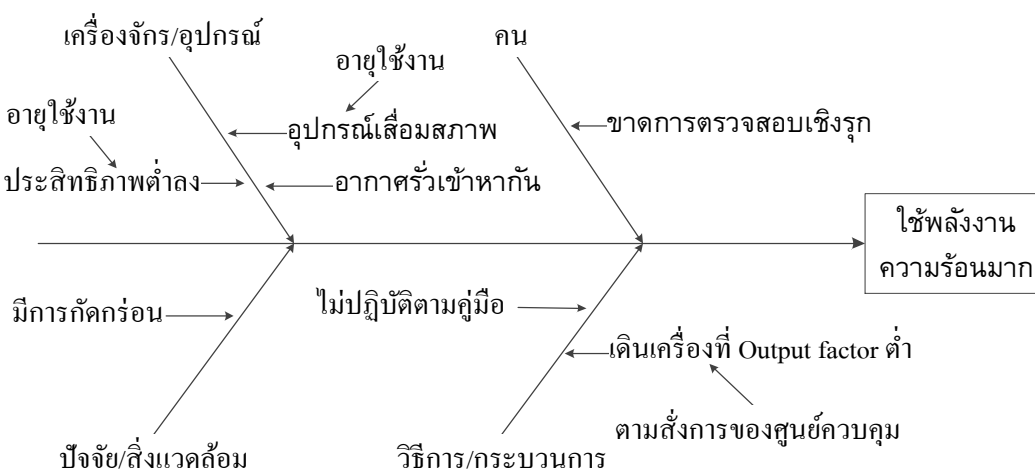 เครื่องจักร/อุปกรณ์
คน
อายุใช้งาน
อายุใช้งาน
อุปกรณ์เสื่อมสภาพ
ขาดการตรวจสอบเชิงรุก
ประสิทธิภาพต่ำลง
อากาศรั่วเข้าหากัน
ใช้พลังงาน
ความร้อนมาก
มีการกัดกร่อน
ไม่ปฏิบัติตามคู่มือ
เดินเครื่องที่ Output factor ต่ำ
ตามสั่งการของศูนย์ควบคุม
ปัจจัย/สิ่งแวดล้อม
วิธีการ/กระบวนการ